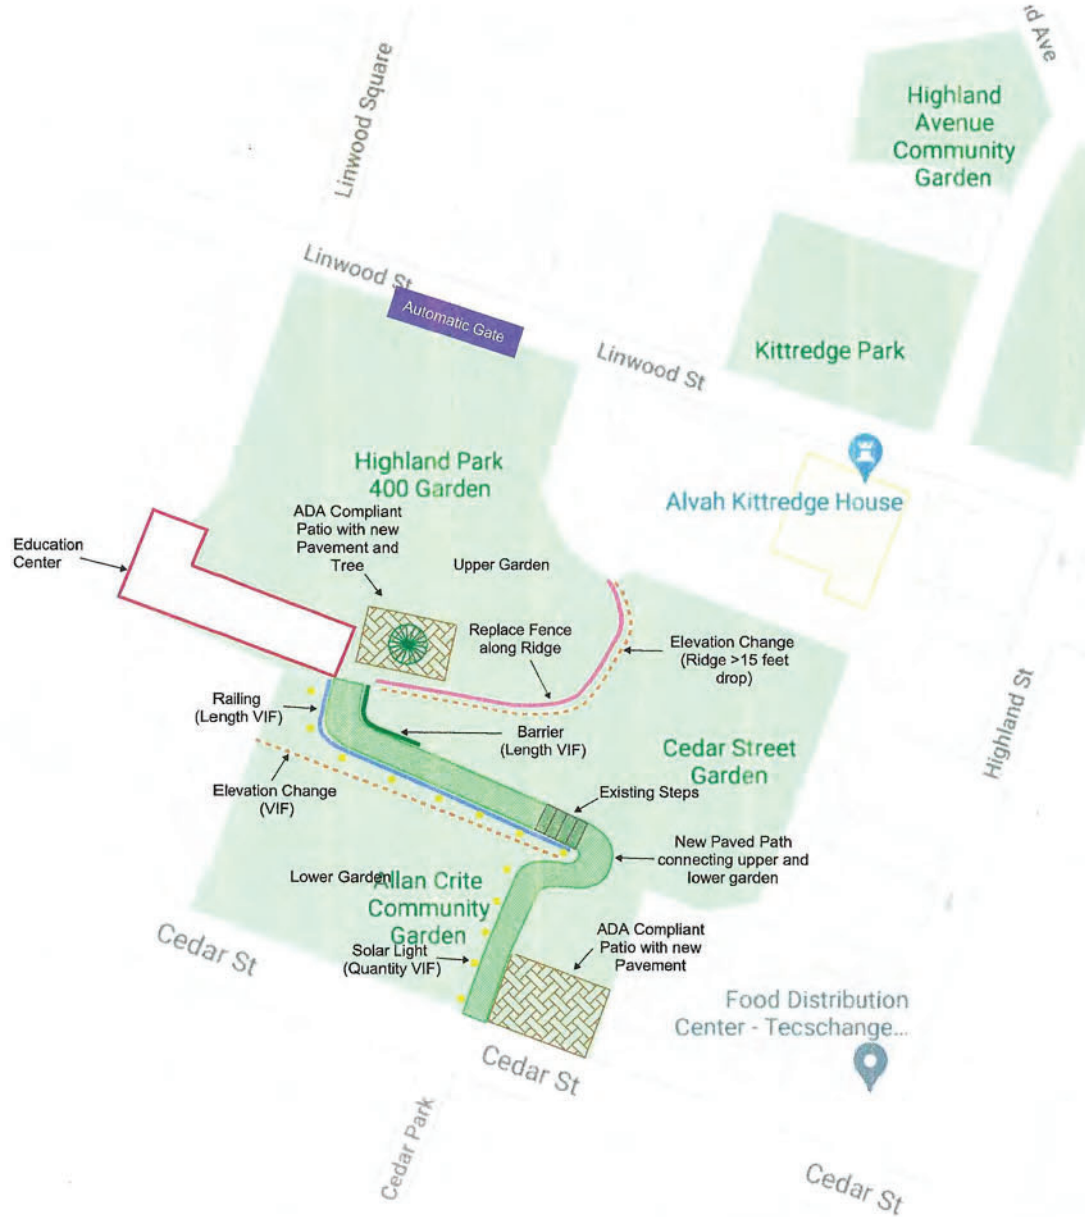 nd Ave
Highland
Avenue
Community
Garden
Linwood Square
Linwood St
Automatic Gate
Linwood St
Kittredge Park
Alvah Kittredge House
Highland Park
400 Garden
ADA Compliant
Patio with new
Pavement and
Tree
Education
Center
Upper Garden
Replace Fence
along Ridge
Elevation Change
(Ridge >15 feet
drop)
Railing
(Length VIF)
Barrier
(Length VIF)
Cedar Street
Garden
Highland St
Elevation Change
(VIF)
Existing Steps
New Paved Path
connecting upper and
lower garden
Lower Garden
Allan Crite
Community
Garden
Cedar St
Solar Light
(Quantity VIF)
ADA Compliant
Patio with new
Pavement
Food Distribution
Center - Tecschange...
Cedar St
Cedar Park
Cedar St